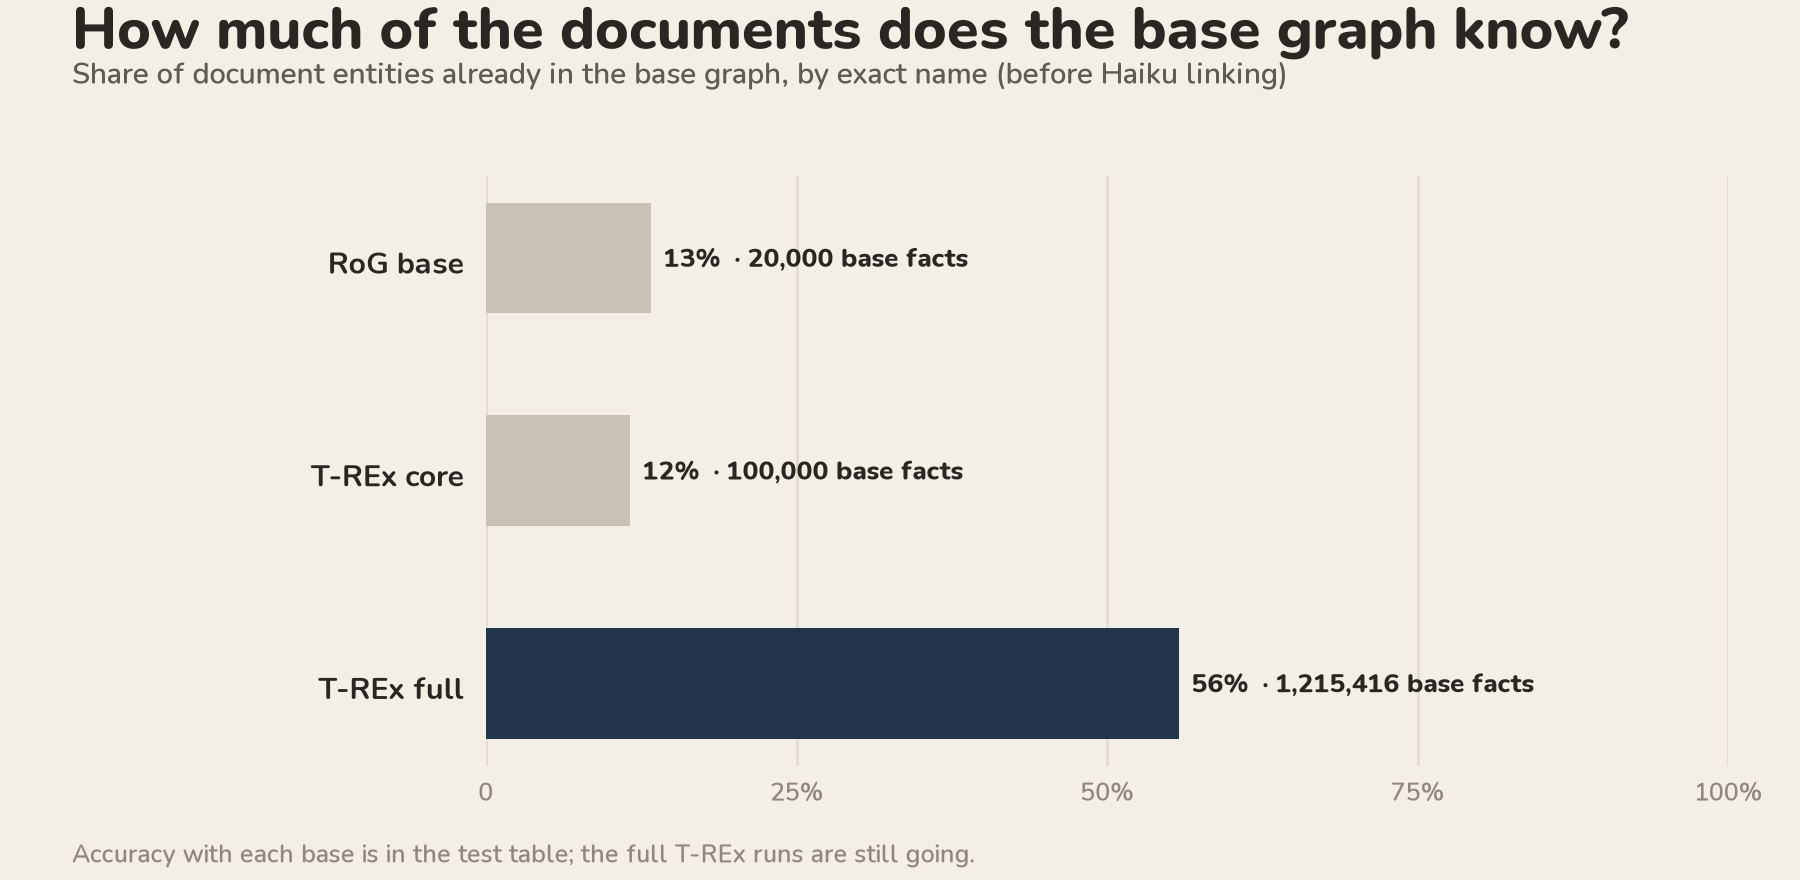 How much of the documents does the base graph know?
Share of document entities already in the base graph, by exact name (before Haiku linking)
RoG base
13% · 20,000 base facts
T-REx core
12% · 100,000 base facts
T-REx full
56% · 1,215,416 base facts
0 25% 50% 75% 100%
Accuracy with each base is in the test table; the full T-REx runs are still going.